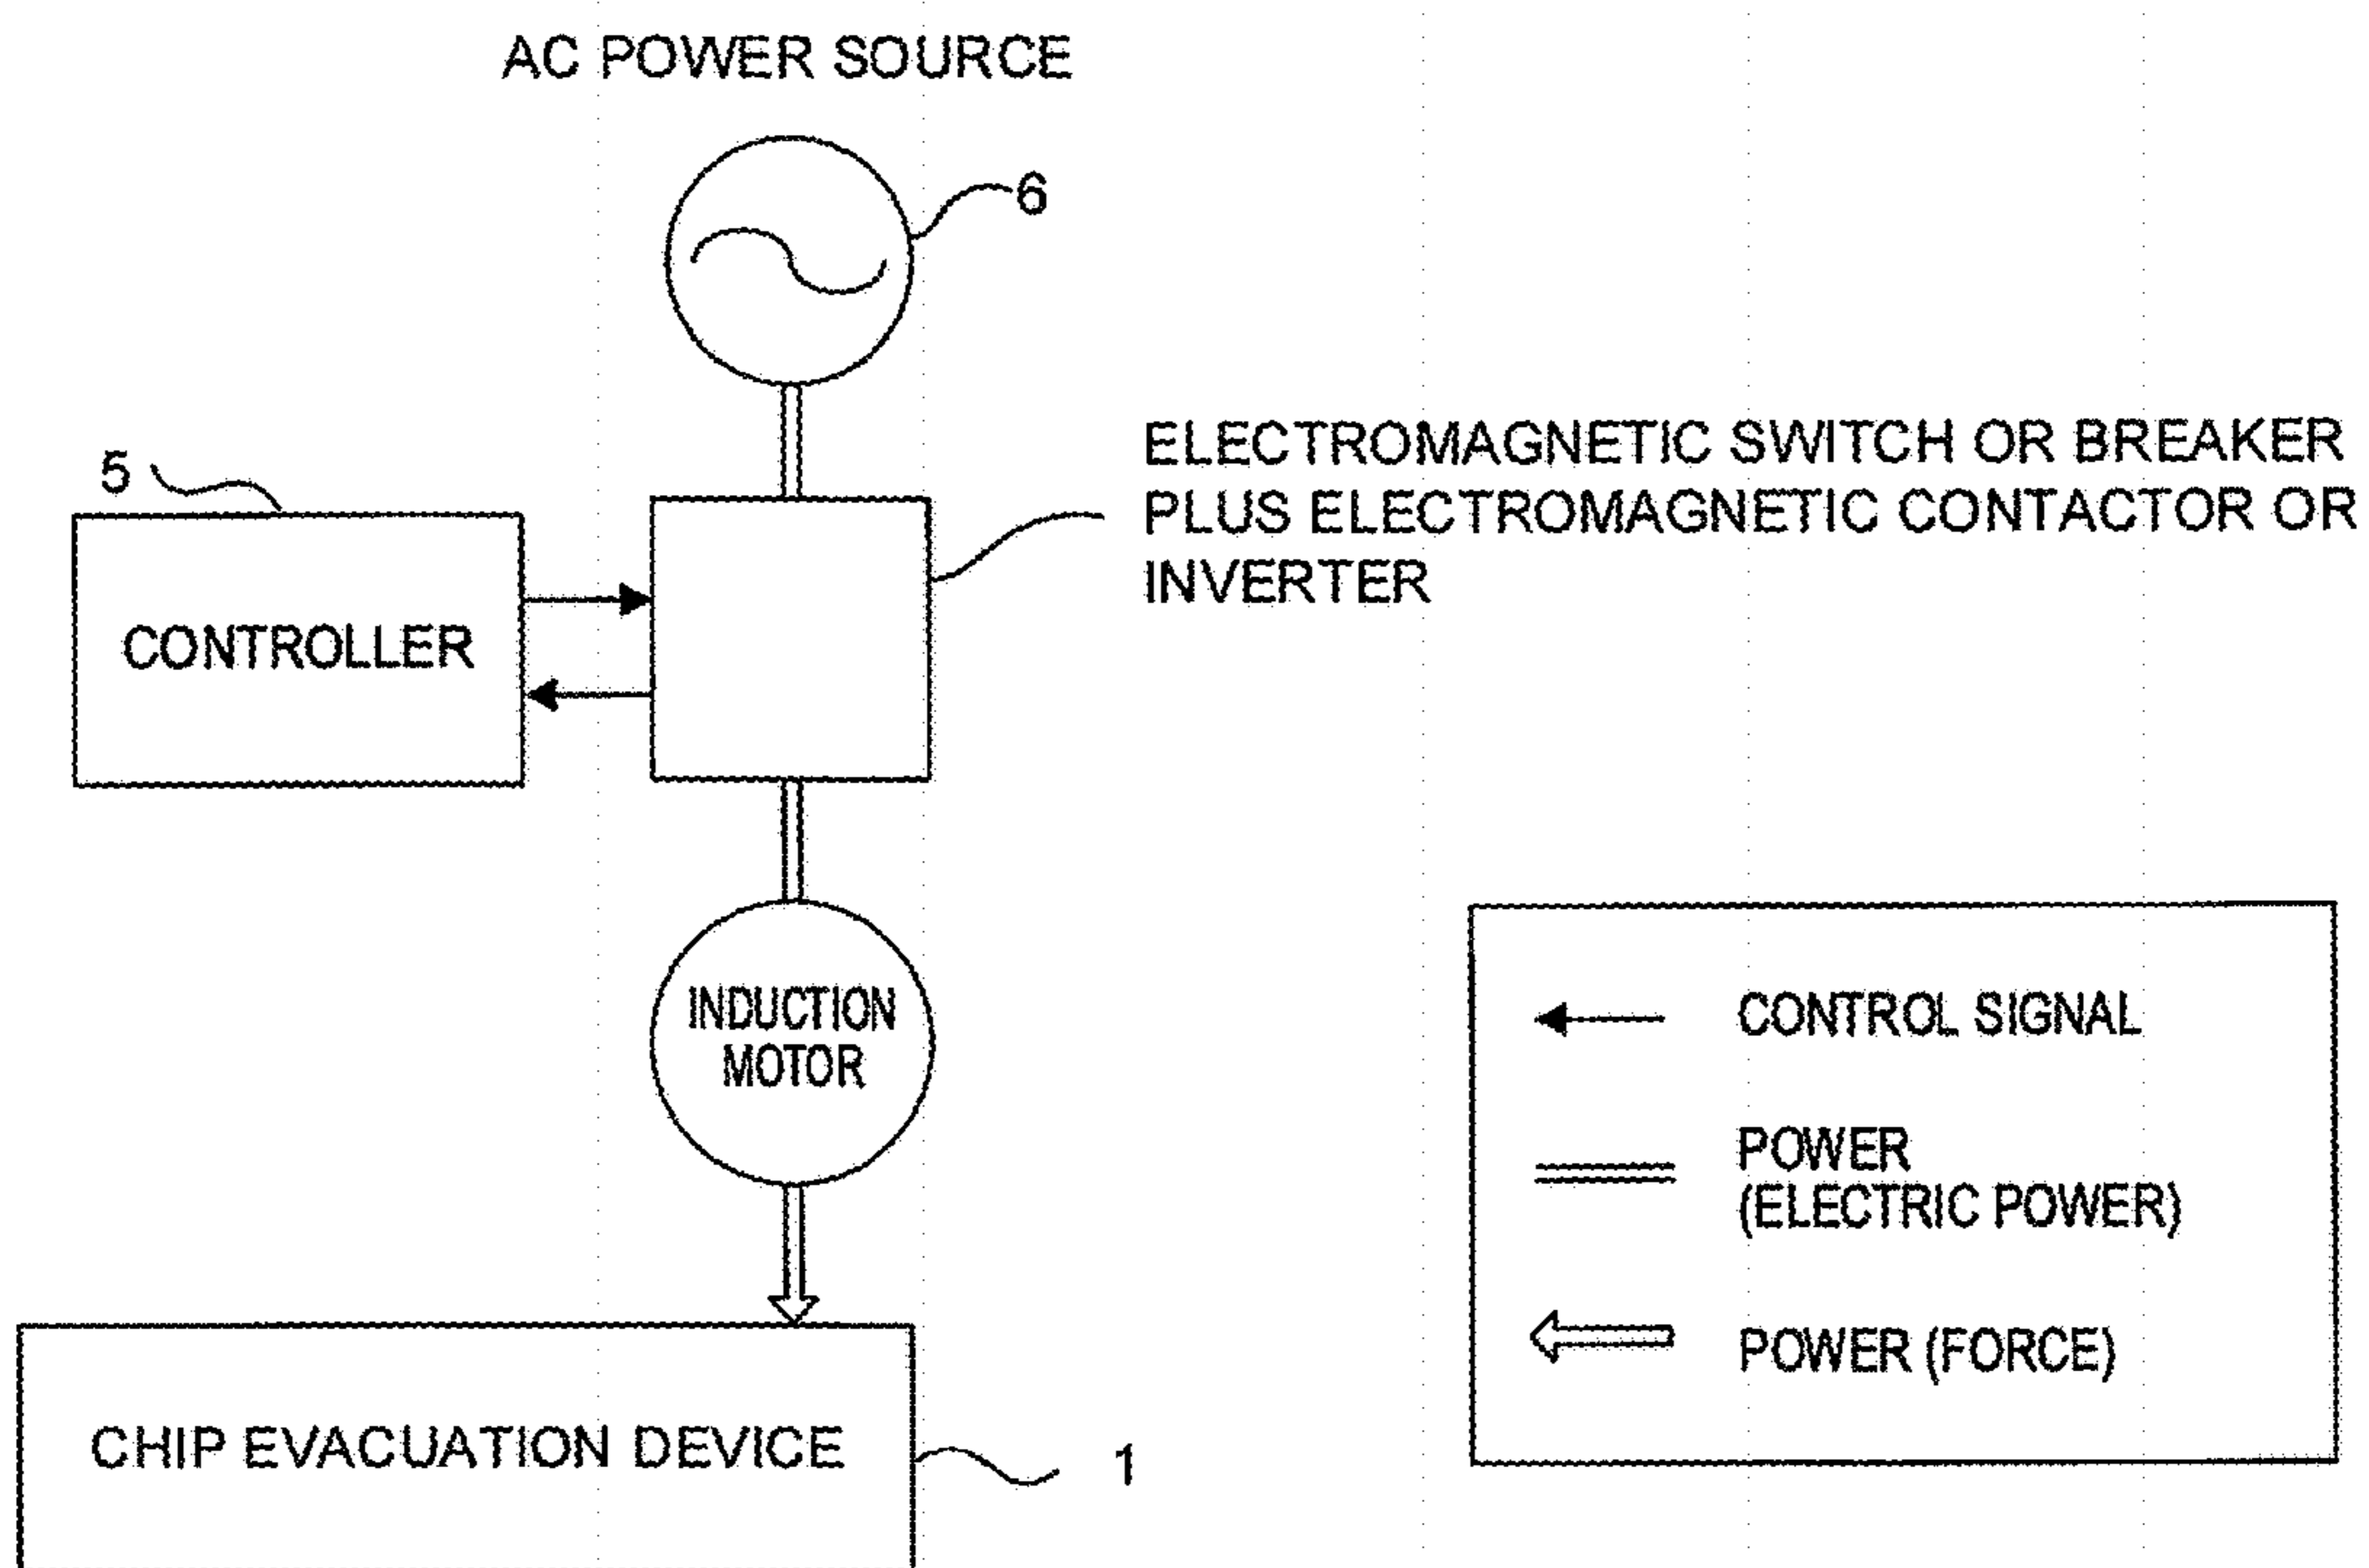 AC POWER SOURCE
6
ELECTROMAGNETIC SWITCH OR BREAKER
PLUS ELECTROMAGNETIC CONTACTOR OR
INVERTER
5
CONTROLLER
INDUCTION
MOTOR
CONTROL SIGNAL
POWER
(ELECTRIC POWER)
POWER (FORCE)
CHIP EVACUATION DEVICE
1